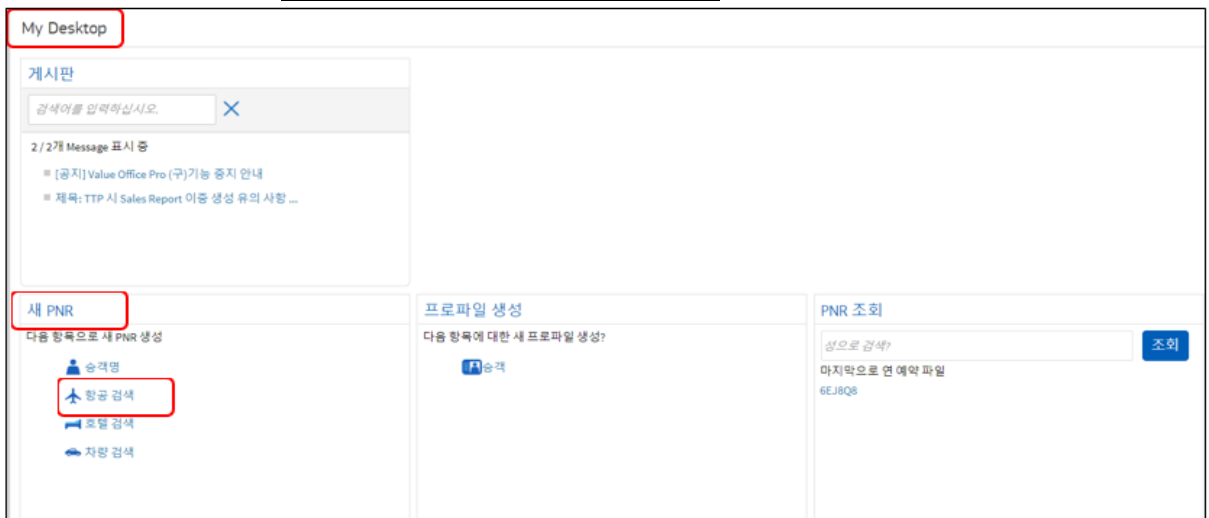 My Desktop
게시판
검색어를 입력하십시오.
2 / 2개 Message 표시 중
[공지] Value Office Pro (구)기능 중지 안내
제목: TTP 시 Sales Report 이중 생성 유의 사항 ...
새 PNR
다음 항목으로 새 PNR 생성
승객명
항공 검색
호텔 검색
차량 검색
프로파일 생성
다음 항목에 대한 새 프로파일 생성?
승객
PNR 조회
성으로 검색?
조회
마지막으로 연 예약 파일
6EJ8Q8